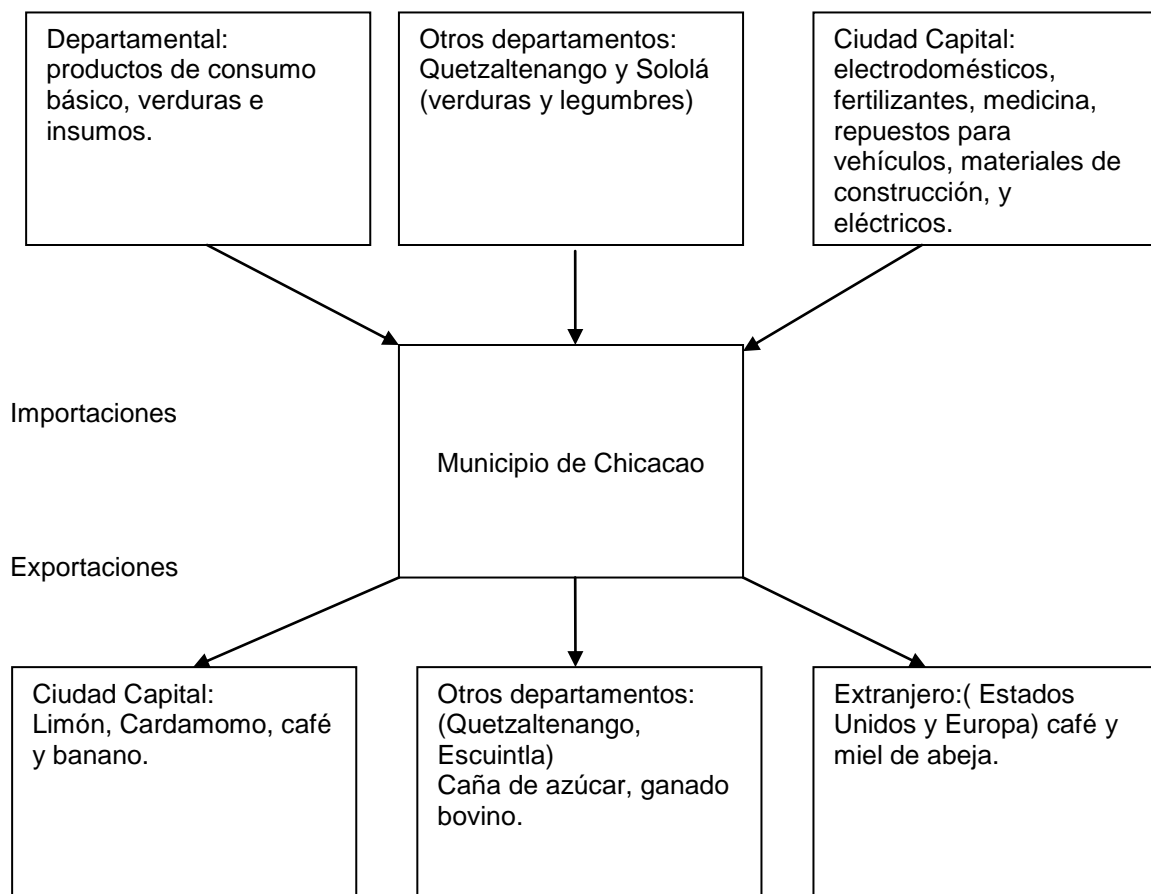 Departamental:
productos de consumo
básico, verduras e
insumos.
Otros departamentos:
Quetzaltenango y Sololá
(verduras y legumbres)
Ciudad Capital:
electrodomésticos,
fertilizantes, medicina,
repuestos para
vehículos, materiales de
construcción, y
eléctricos.
Importaciones
Municipio de Chicacao
Exportaciones
Ciudad Capital:
Limón, Cardamomo, café
y banano.
Otros departamentos:
(Quetzaltenango,
Escuintla)
Caña de azúcar, ganado
bovino.
Extranjero:( Estados
Unidos y Europa) café y
miel de abeja.